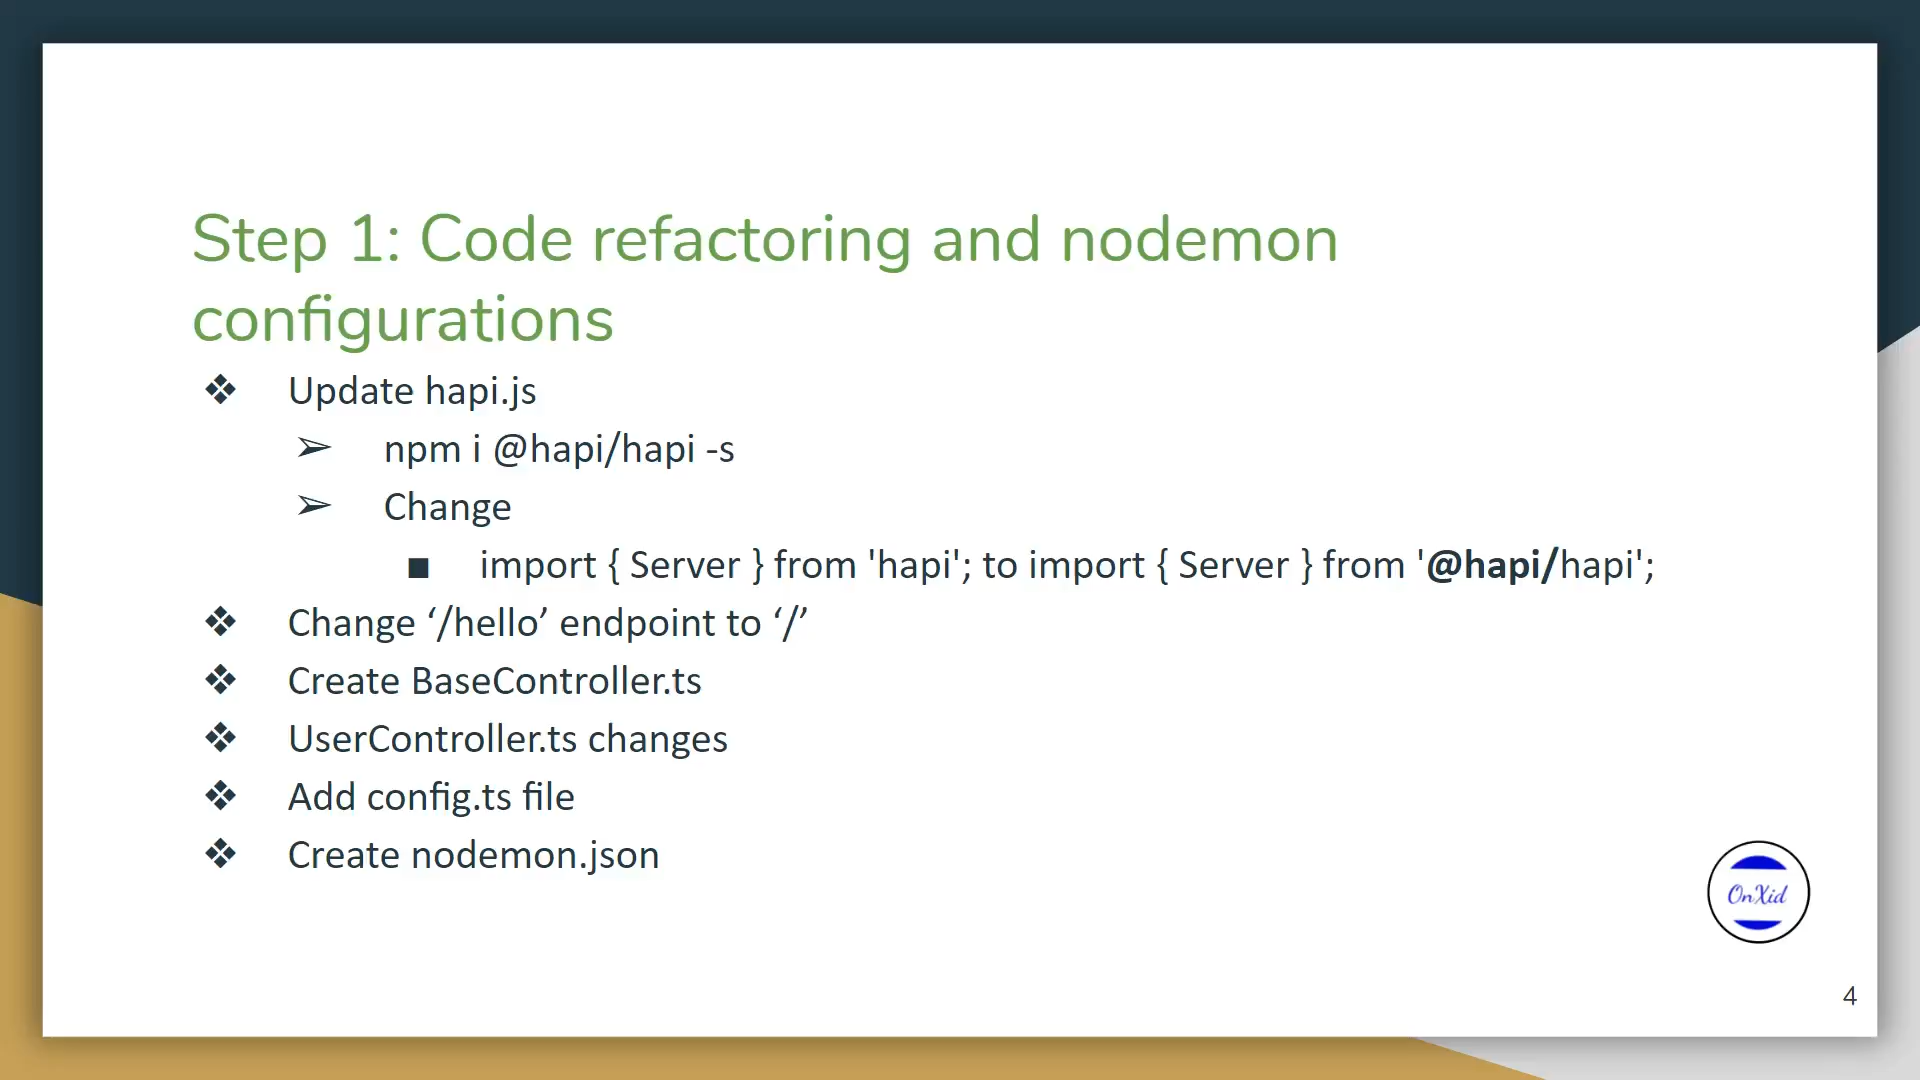 Step 1: Code refactoring and nodemon
configurations
❖ Update hapi.js
➢ npm i @hapi/hapi -s
➢ Change
■ import { Server } from 'hapi'; to import { Server } from '@hapi/hapi';
❖ Change ‘/hello’ endpoint to ‘/’
❖ Create BaseController.ts
❖ UserController.ts changes
❖ Add config.ts file
❖ Create nodemon.json
OnXid
4